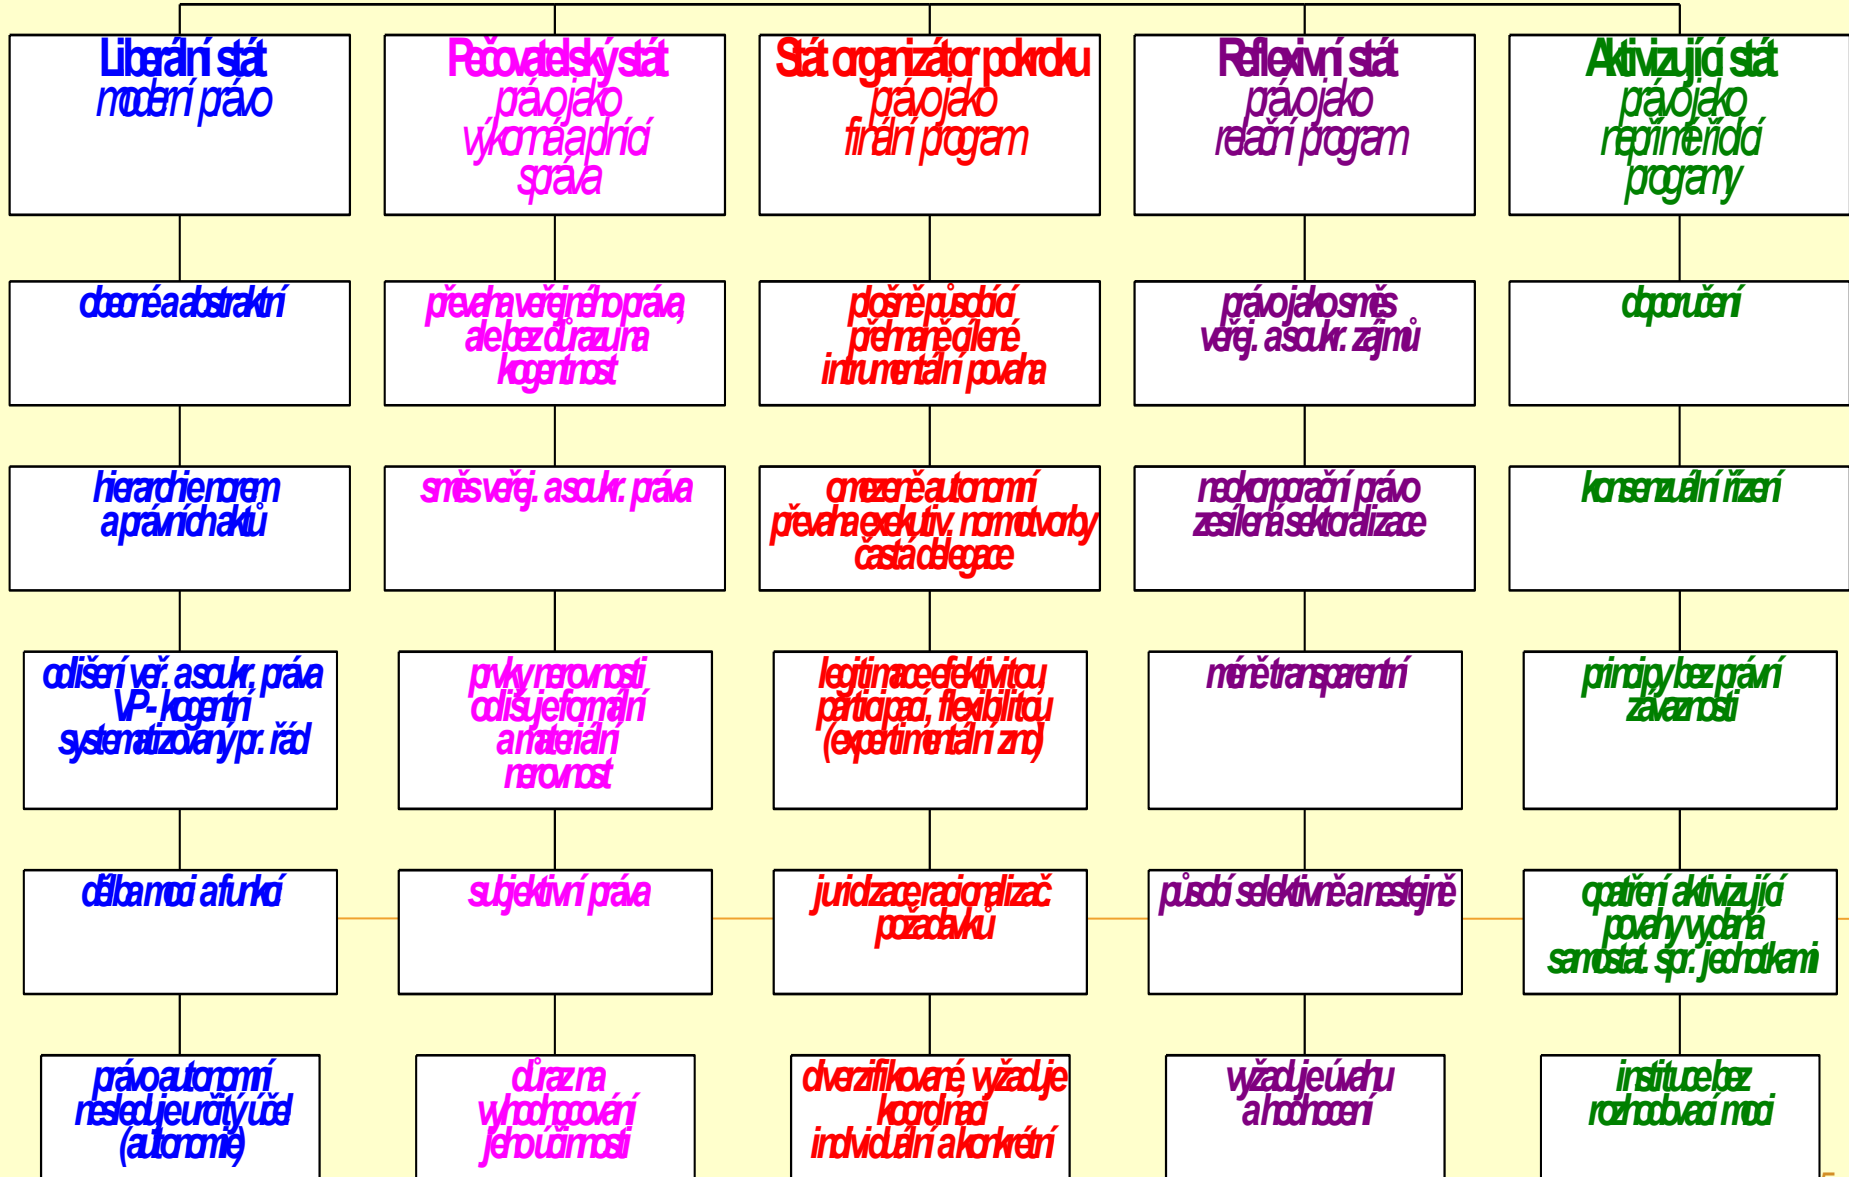 Liberální stát
moderní právo
Pečovatelský stát
právo jako
výkonná a plnící
správa
Stát organizátor pokroku
právo jako
finální program
Reflexivní stát
právo jako
relační program
Aktivizující stát
právo jako
nepřímé řídící
programy
obecné a abstraktní
převaha veřejného práva,
ale bez důrazu na
kogentnost
plošně působící
přehnaně cílené
intrumentální povaha
právo jako směs
veřej. a soukr. zájmů
doporučení
hierarchie norem
a právních aktů
směs veřej. a soukr. práva
omezeně autonomní
převaha exekutiv. normotvorby
častá delegace
neokorporační právo
zesílená sektoralizace
konsenzuální řízení
odlišení veř. a soukr. práva
VP - kogentní
systematizovaný pr. řád
prvky nerovnosti
odlišuje formální
a materiální
nerovnost
legitimace efektivitou,
participací, flexibilitou
(expertimentální znd)
méně transparentní
principy bez právní
závaznosti
dělba moci a funkcí
subjektivní práva
juridizace racionalizač.
požadavků
působí selektivně a nestejně
opatření aktivizující
povahy vydaná
samostat. spr. jednotkami
právo autonomní
nesleduje určitý účel
(autonomie)
důraz na
vyhodnocování
jeho účinnosti
diverzifikované, vyžaduje
koordinaci
individuální a konkrétní
vyžaduje úvahu
a hodnocení
instituce bez
rozhodovací moci